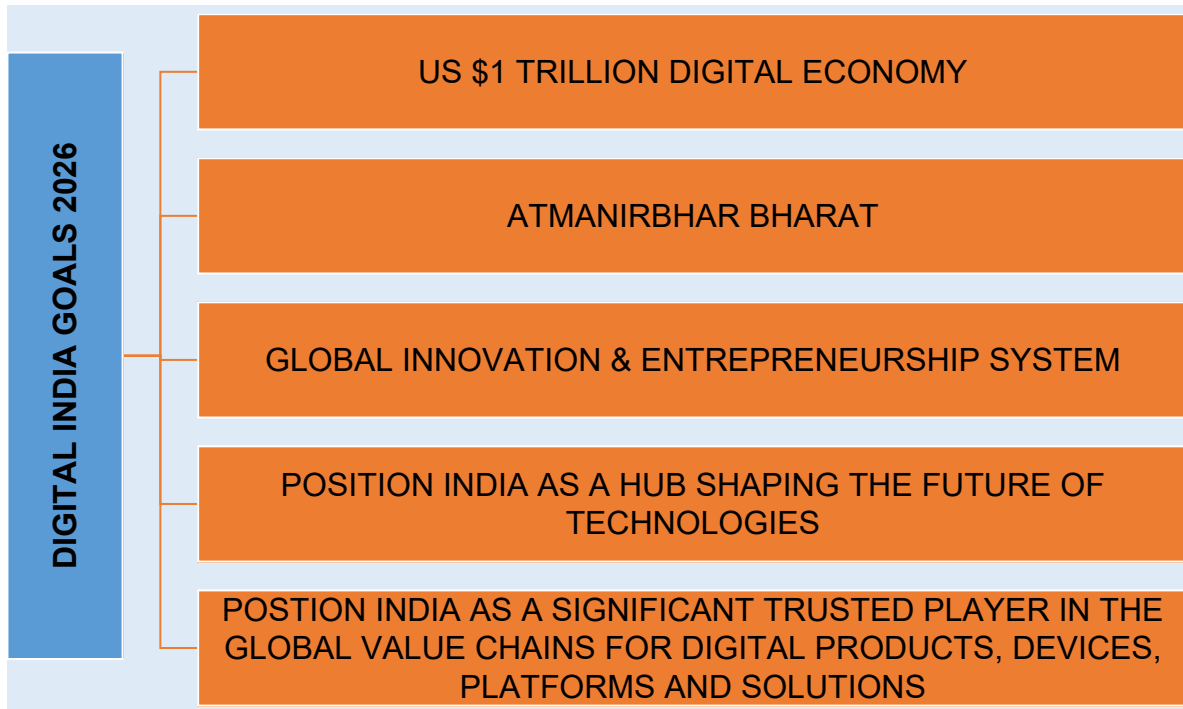 DIGITAL INDIA GOALS 2026
US $1 TRILLION DIGITAL ECONOMY
ATMANIRBHAR BHARAT
GLOBAL INNOVATION & ENTREPRENEURSHIP SYSTEM
POSITION INDIA AS A HUB SHAPING THE FUTURE OF
TECHNOLOGIES
POSTION INDIA AS A SIGNIFICANT TRUSTED PLAYER IN THE
GLOBAL VALUE CHAINS FOR DIGITAL PRODUCTS, DEVICES,
PLATFORMS AND SOLUTIONS